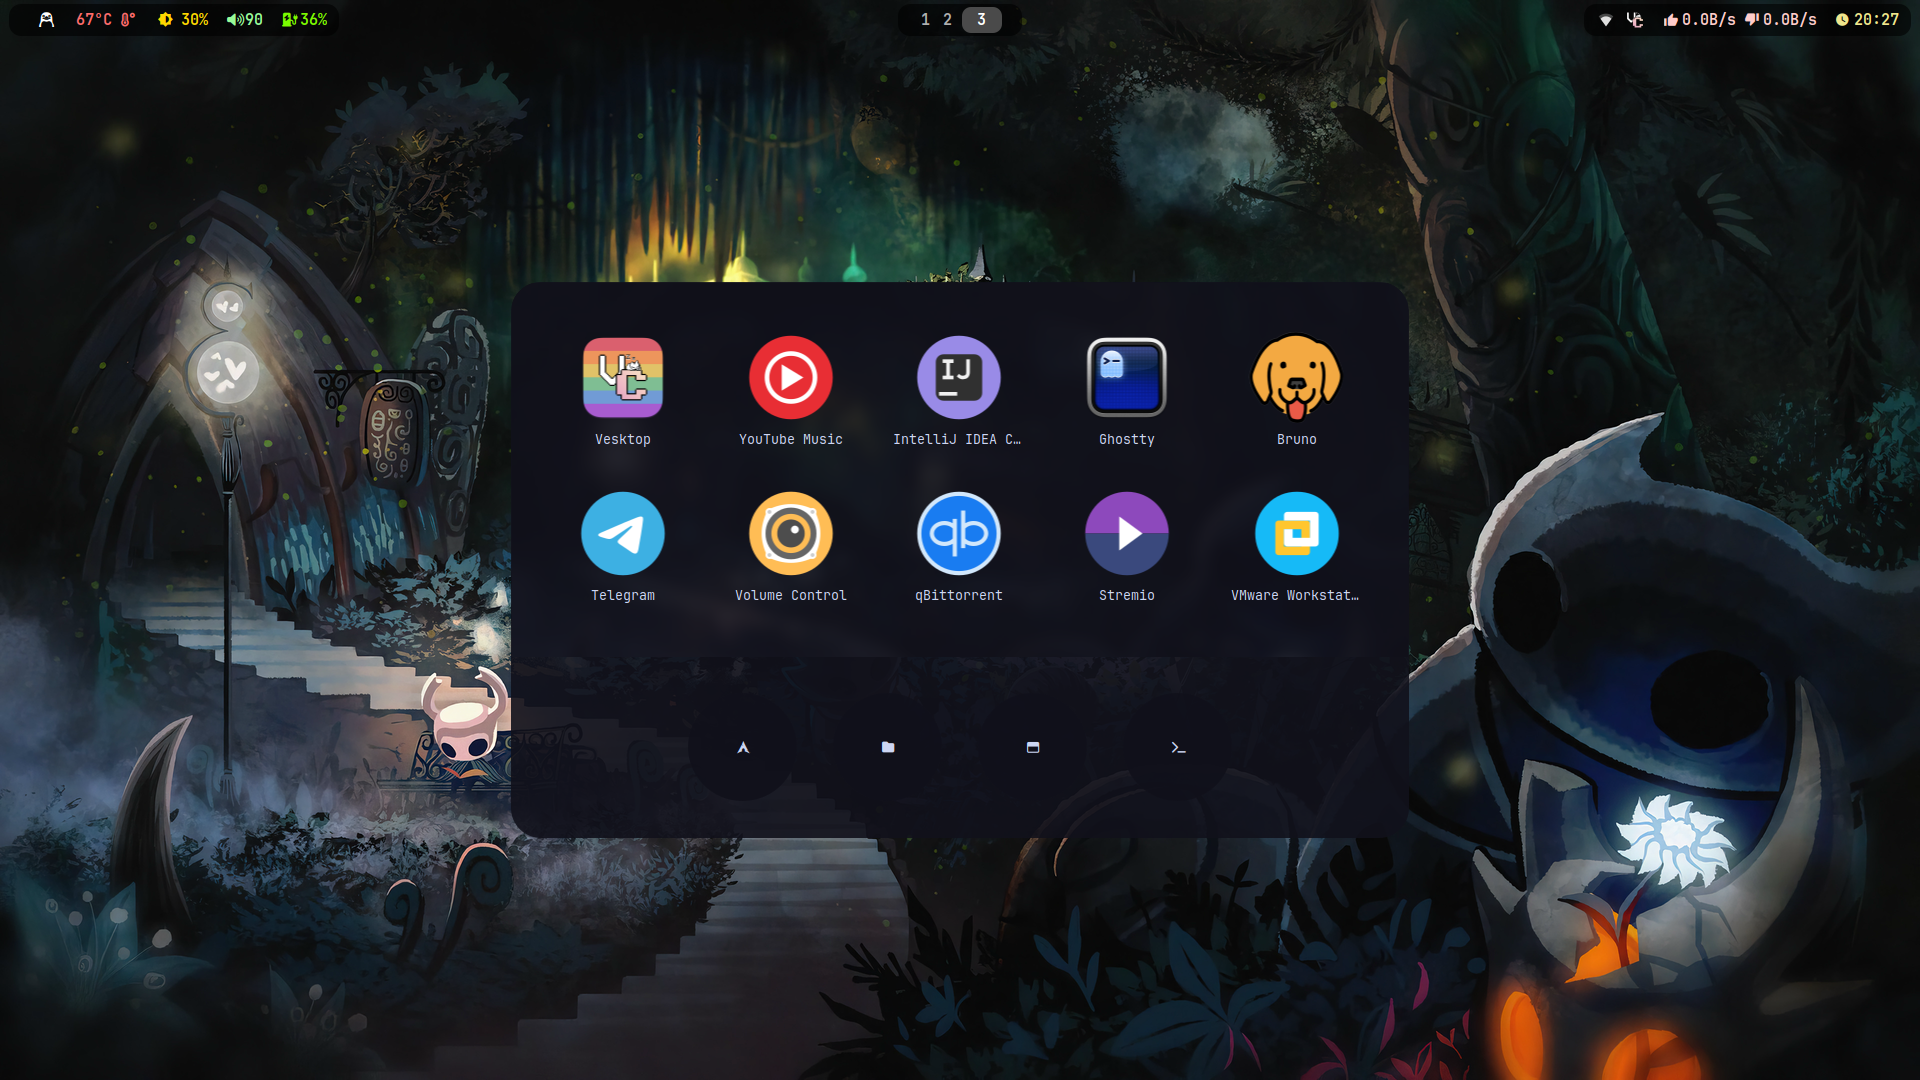 67°C 30% 90 36%
1 2 3
0.0B/s 0.0B/s 20:27
IJ
Vesktop YouTube Music IntelliJ IDEA C… Ghostty Bruno
qb
Telegram Volume Control qBittorrent Stremio VMware Workstat…